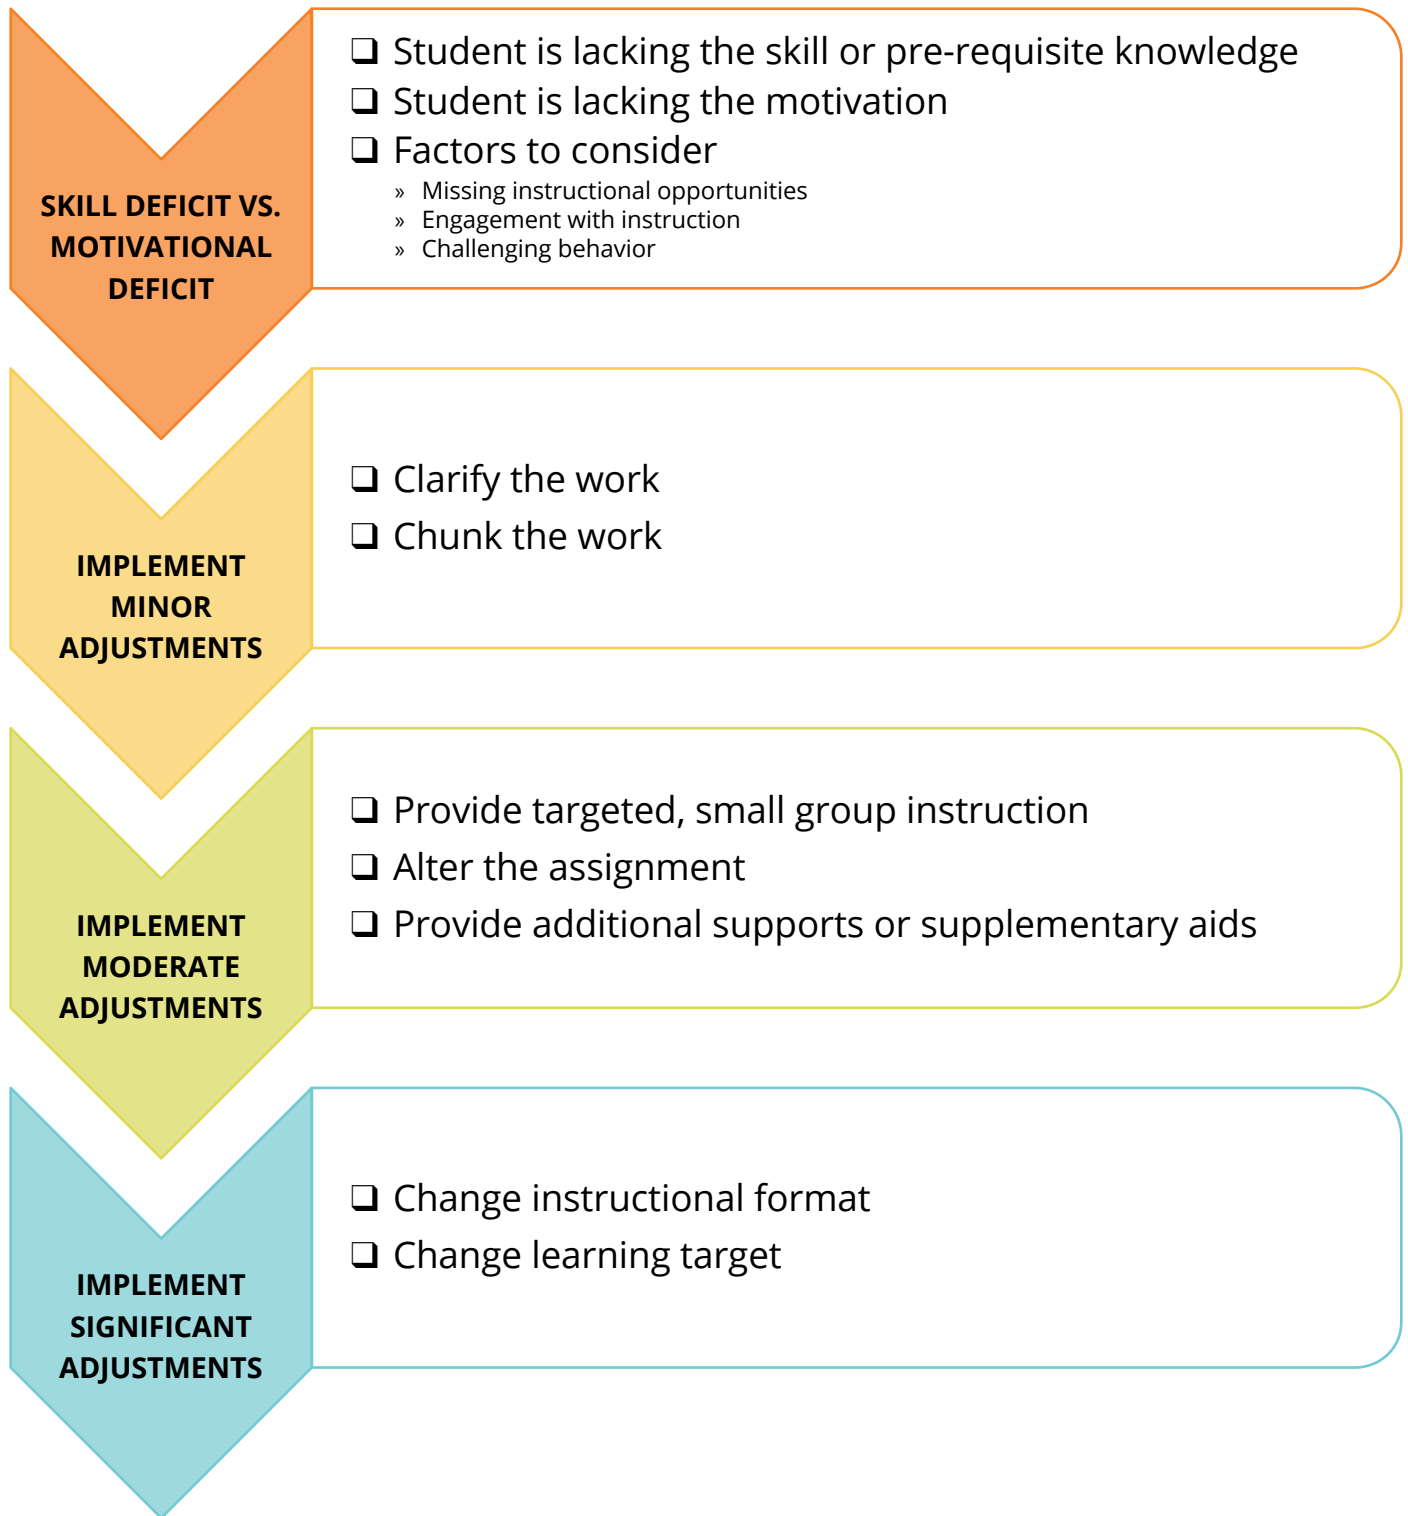 ❑ Student is lacking the skill or pre-requisite knowledge
❑ Student is lacking the motivation
❑ Factors to consider
» Missing instructional opportunities
» Engagement with instruction
» Challenging behavior
SKILL DEFICIT VS.
MOTIVATIONAL
DEFICIT
❑ Clarify the work
❑ Chunk the work
IMPLEMENT
MINOR
ADJUSTMENTS
❑ Provide targeted, small group instruction
❑ Alter the assignment
❑ Provide additional supports or supplementary aids
IMPLEMENT
MODERATE
ADJUSTMENTS
❑ Change instructional format
❑ Change learning target
IMPLEMENT
SIGNIFICANT
ADJUSTMENTS